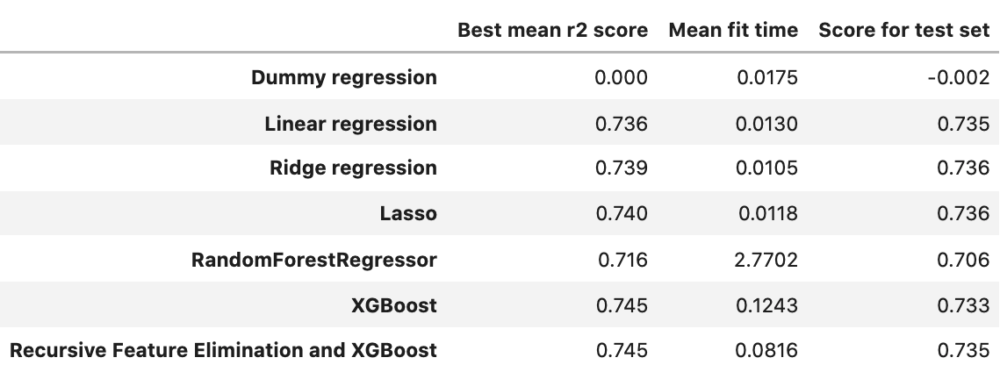 Best mean r2 score Mean fit time Score for test set
Dummy regression 0.000 0.0175 -0.002
Linear regression 0.736 0.0130 0.735
Ridge regression 0.739 0.0105 0.736
Lasso 0.740 0.0118 0.736
RandomForestRegressor 0.716 2.7702 0.706
XGBoost 0.745 0.1243 0.733
Recursive Feature Elimination and XGBoost 0.745 0.0816 0.735